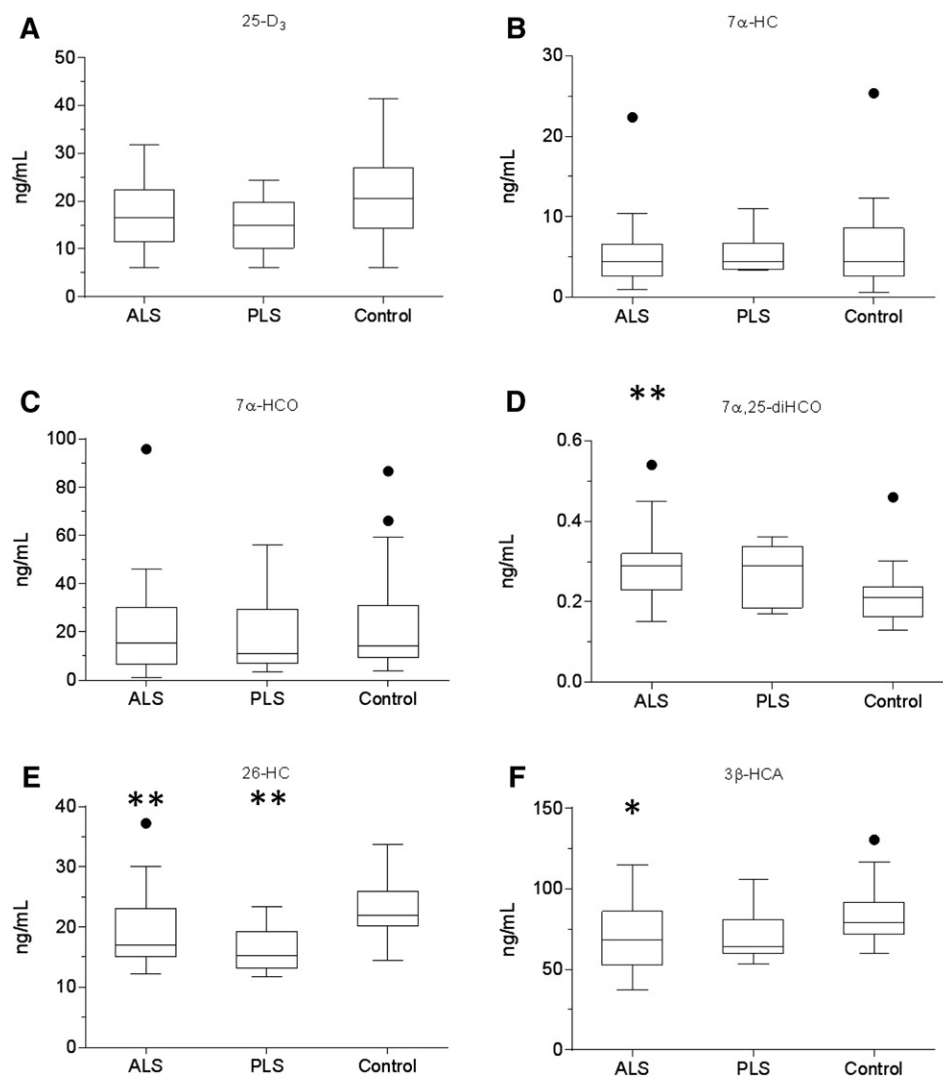 A
25-D3
50
40
30
20
10
0
ng/mL
ALS PLS Control
B
7α-HC
30
20
10
0
ng/mL
ALS PLS Control
C
7α-HCO
100
80
60
40
20
0
ng/mL
ALS PLS Control
D
7α,25-diHCO
**
0.6
0.4
0.2
0.0
ng/mL
ALS PLS Control
E
26-HC
** **
40
30
20
10
0
ng/mL
ALS PLS Control
F
3β-HCA
*
150
100
50
0
ng/mL
ALS PLS Control